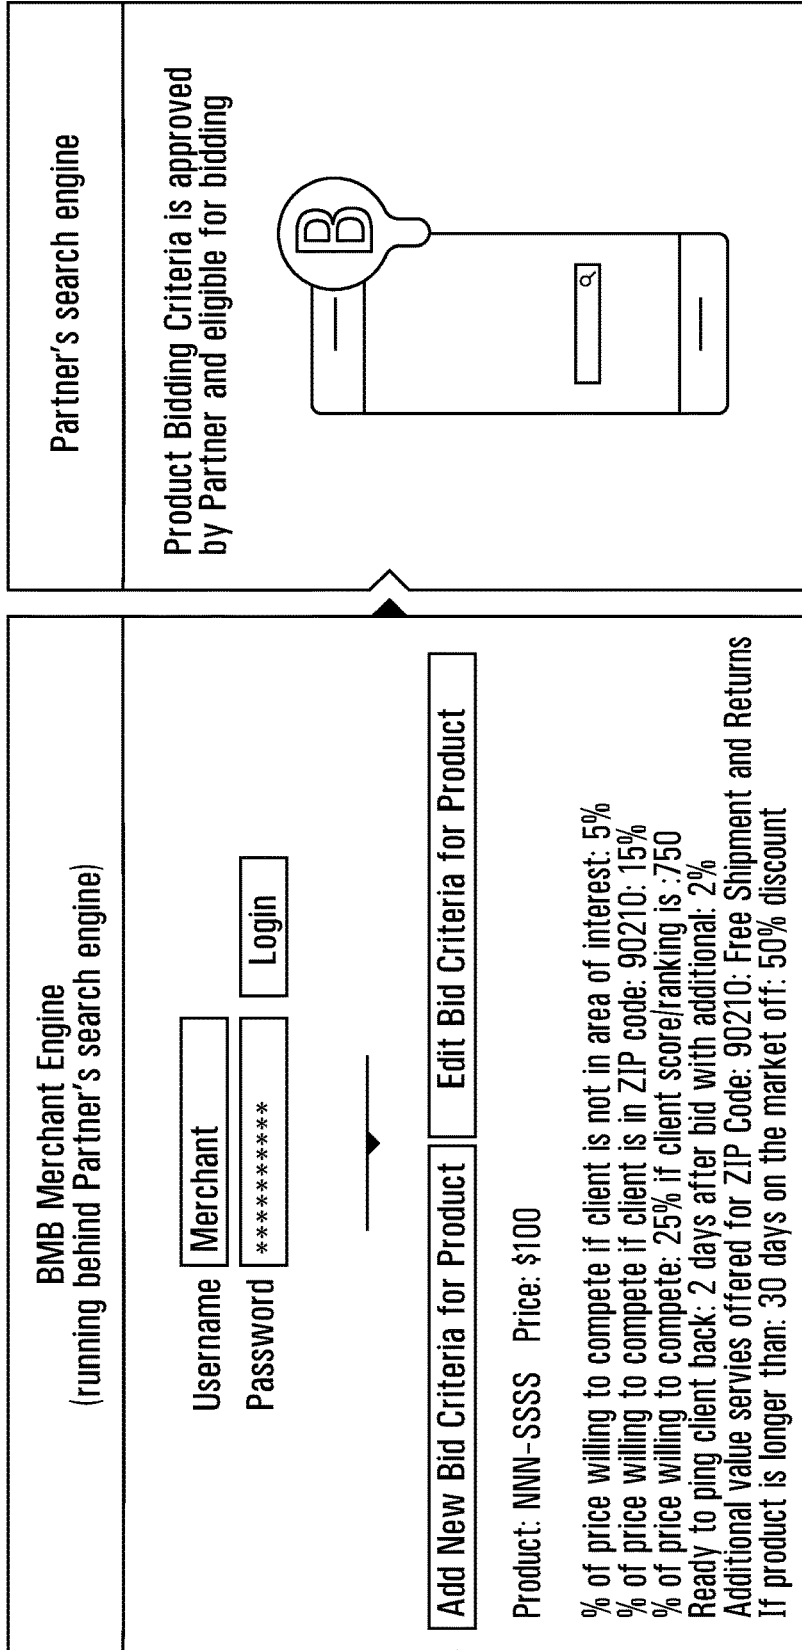 BMB Merchant Engine
(running behind Partner's search engine)
Username Merchant
Password *********** Login
Add New Bid Criteria for Product Edit Bid Criteria for Product
Product: NNN-SSSS Price: $100
% of price willing to compete if client is not in area of interest: 5%
% of price willing to compete if client is in ZIP code: 90210: 15%
% of price willing to compete: 25% if client score/ranking is :750
Ready to ping client back: 2 days after bid with additional: 2%
Additional value servies offered for ZIP Code: 90210: Free Shipment and Returns
If product is longer than: 30 days on the market off: 50% discount
Partner's search engine
Product Bidding Criteria is approved
by Partner and eligible for bidding
B